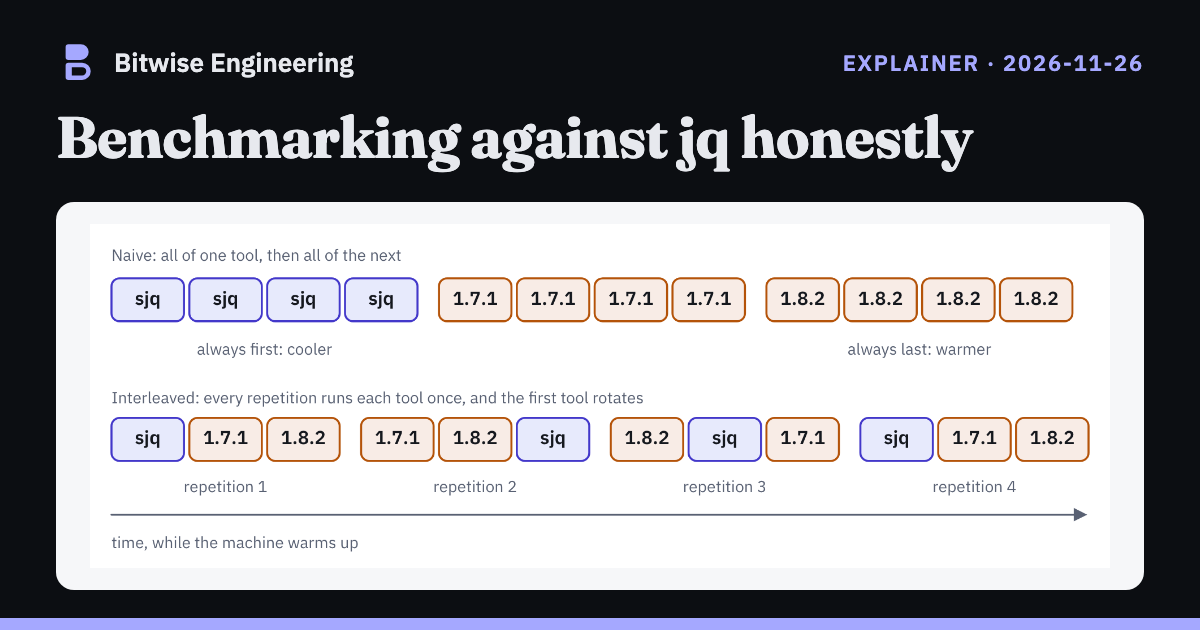 Bitwise Engineering
EXPLAINER · 2026-11-26
Benchmarking against jq honestly
Naive: all of one tool, then all of the next
sjq sjq sjq sjq 1.7.1 1.7.1 1.7.1 1.7.1 1.8.2 1.8.2 1.8.2 1.8.2
always first: cooler always last: warmer
Interleaved: every repetition runs each tool once, and the first tool rotates
sjq 1.7.1 1.8.2 1.7.1 1.8.2 sjq 1.8.2 sjq 1.7.1 sjq 1.7.1 1.8.2
repetition 1 repetition 2 repetition 3 repetition 4
time, while the machine warms up